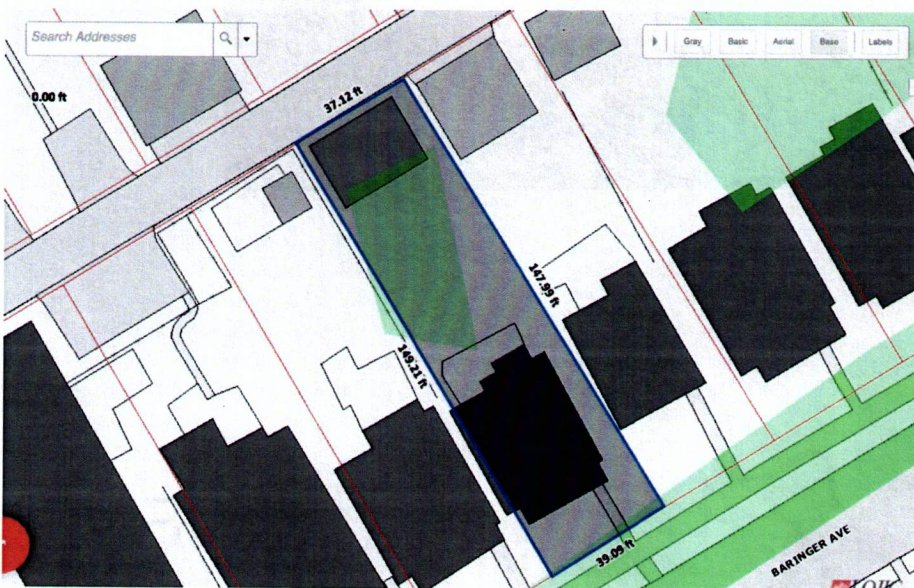 Search Addresses
Gray
Basic
Aerial
Base
Labels
0.00 ft
37.12 ft
147.99 ft
149.21 ft
39.09 ft
BARINGER AVE